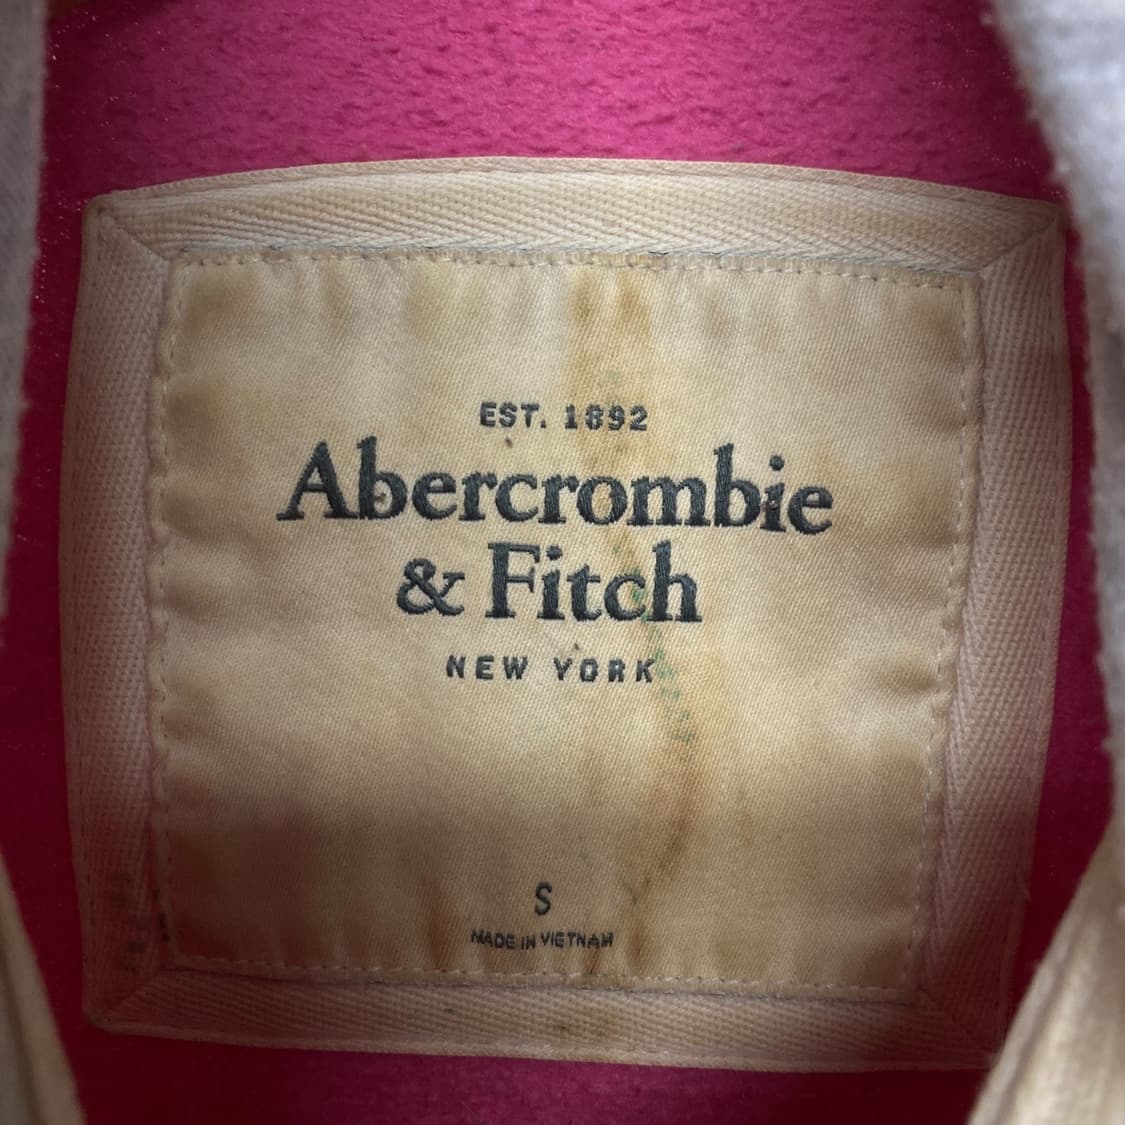 EST. 1892
Abercrombie
& Fitch
NEW YORK
S
MADE IN VIETNAM